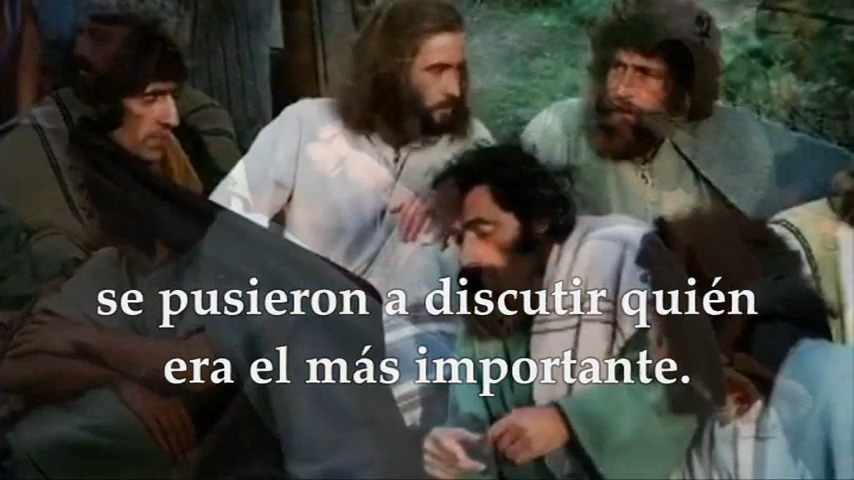 se pusieron a discutir quién
era el más importante.